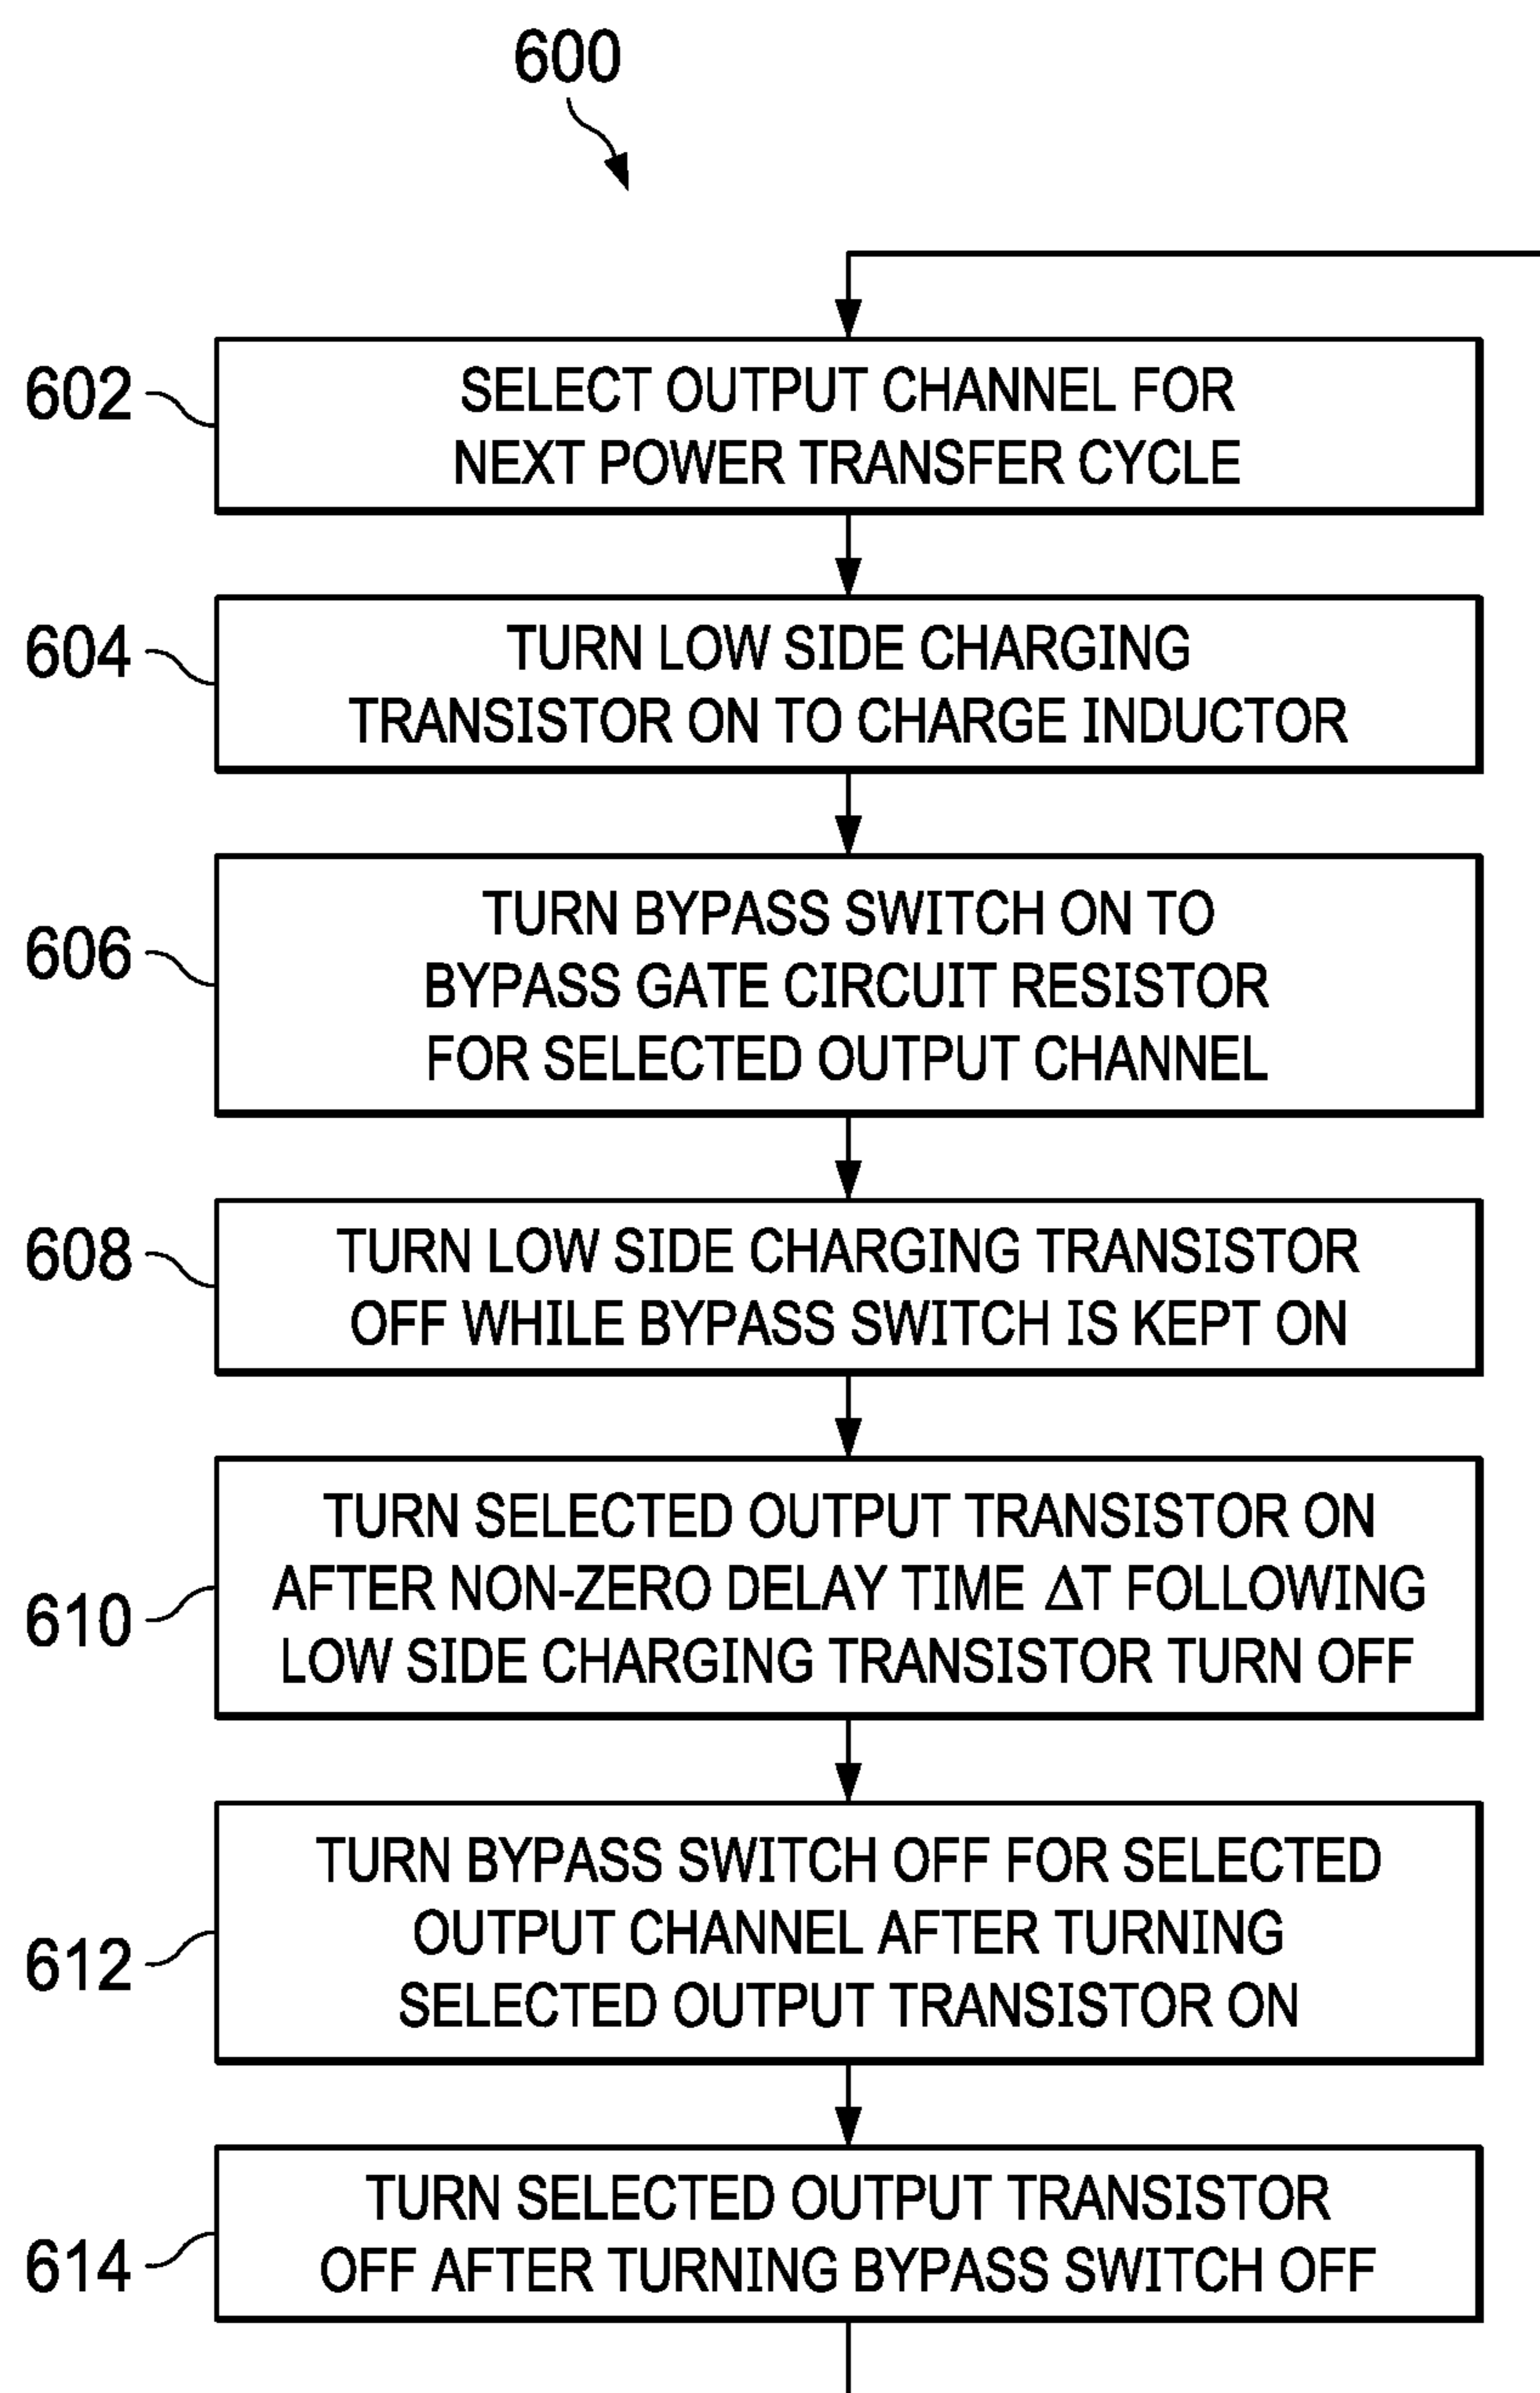 600
602
SELECT OUTPUT CHANNEL FOR
NEXT POWER TRANSFER CYCLE
604
TURN LOW SIDE CHARGING
TRANSISTOR ON TO CHARGE INDUCTOR
606
TURN BYPASS SWITCH ON TO
BYPASS GATE CIRCUIT RESISTOR
FOR SELECTED OUTPUT CHANNEL
608
TURN LOW SIDE CHARGING TRANSISTOR
OFF WHILE BYPASS SWITCH IS KEPT ON
610
TURN SELECTED OUTPUT TRANSISTOR ON
AFTER NON-ZERO DELAY TIME ΔT FOLLOWING
LOW SIDE CHARGING TRANSISTOR TURN OFF
612
TURN BYPASS SWITCH OFF FOR SELECTED
OUTPUT CHANNEL AFTER TURNING
SELECTED OUTPUT TRANSISTOR ON
614
TURN SELECTED OUTPUT TRANSISTOR
OFF AFTER TURNING BYPASS SWITCH OFF